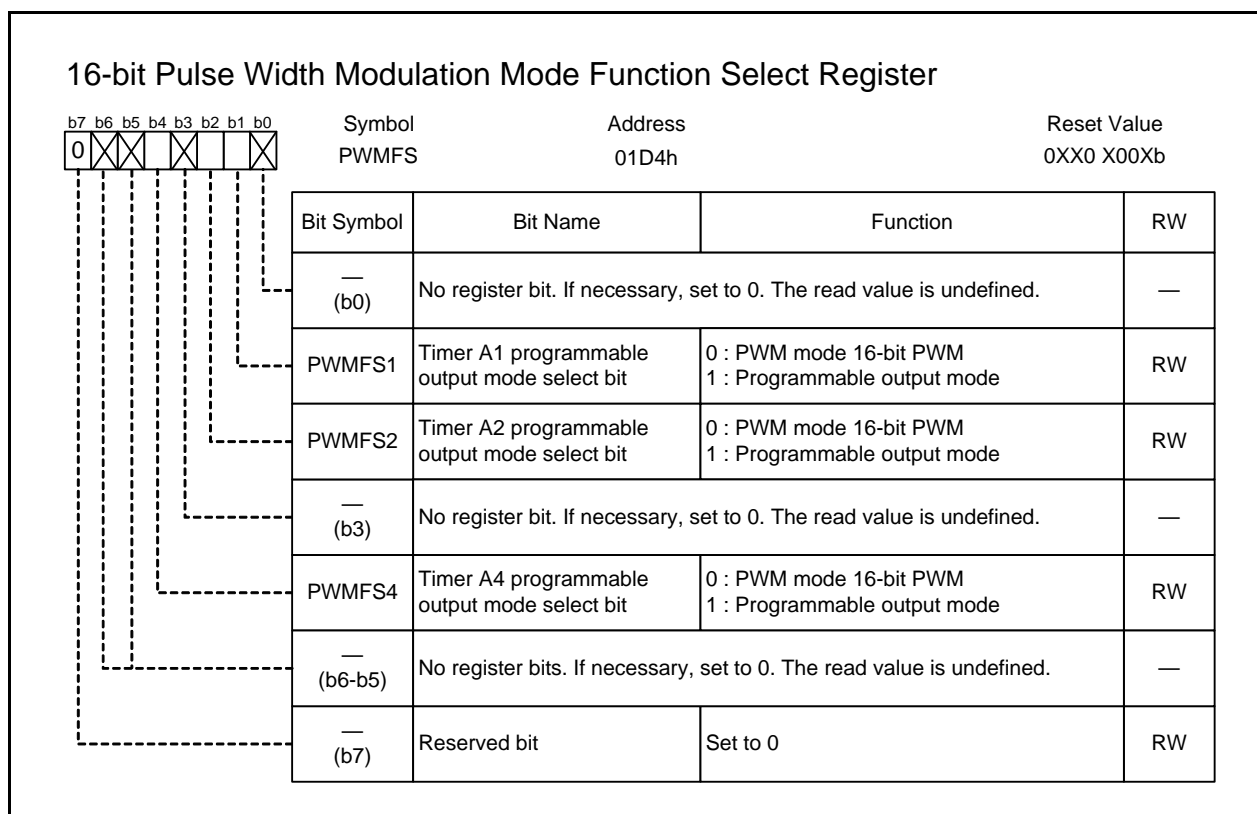 16-bit Pulse Width Modulation Mode Function Select Register
b7 b6 b5 b4 b3 b2 b1 b0
Symbol Address Reset Value
0
PWMFS 01D4h 0XX0 X00Xb
Bit Symbol Bit Name Function RW
—
(b0)
No register bit. If necessary, set to 0. The read value is undefined. —
PWMFS1
Timer A1 programmable
output mode select bit
0 : PWM mode 16-bit PWM
1 : Programmable output mode
RW
PWMFS2
Timer A2 programmable
output mode select bit
0 : PWM mode 16-bit PWM
1 : Programmable output mode
RW
—
(b3)
No register bit. If necessary, set to 0. The read value is undefined. —
PWMFS4
Timer A4 programmable
output mode select bit
0 : PWM mode 16-bit PWM
1 : Programmable output mode
RW
—
(b6-b5)
No register bits. If necessary, set to 0. The read value is undefined. —
—
(b7)
Reserved bit
Set to 0
RW